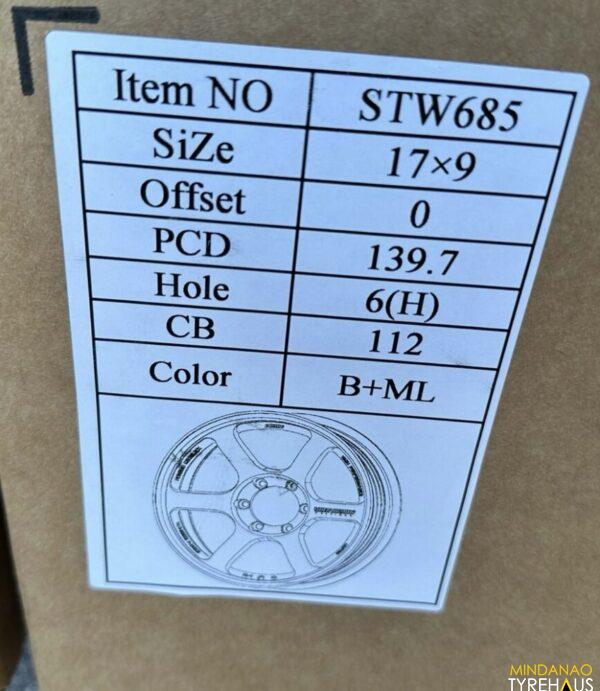 Item NO STW685
SiZe 17×9
Offset 0
PCD 139.7
Hole 6(H)
CB 112
Color B+ML
MINDANAO
TYREHAUS